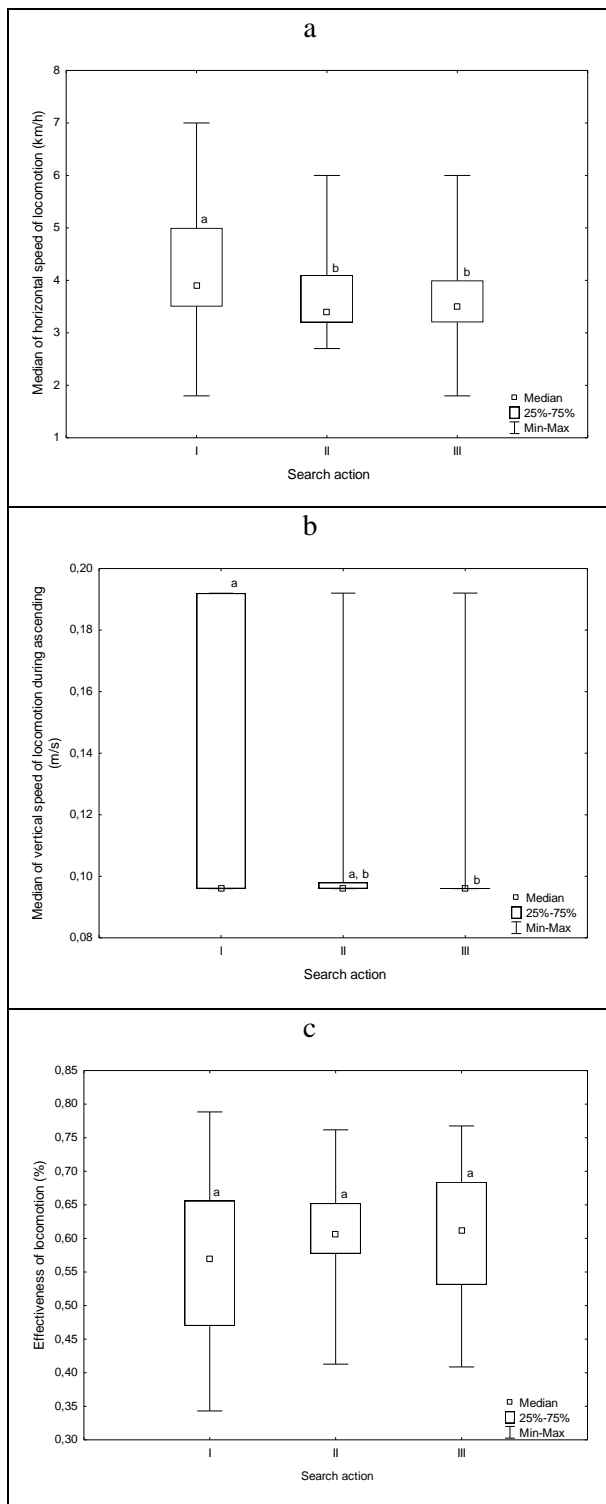 a
Median of horizontal speed of locomotion (km/h)
8
7
6
5
4
3
2
1
a
b
b
Median
25%-75%
Min-Max
I
II
III
Search action
b
Median of vertical speed of locomotion during ascending
(m/s)
0,20
0,18
0,16
0,14
0,12
0,10
0,08
a
a, b
b
Median
25%-75%
Min-Max
I
II
III
Search action
c
Effectiveness of locomotion (%)
0,85
0,80
0,75
0,70
0,65
0,60
0,55
0,50
0,45
0,40
0,35
0,30
a
a
a
Median
25%-75%
Min-Max
I
II
III
Search action